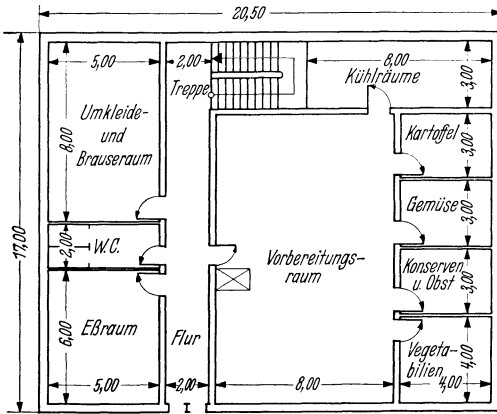 20,50
5,00
2,00
8,00
Kühlräume
3,00
Treppe
Umkleide-
und
Brauseraum
8,00
17,00
Kartoffel
3,00
Gemüse
3,00
2,00
W.C.
Vorbereitungs-
raum
Konserven
u. Obst
3,00
Eßraum
6,00
Flur
Vegeta-
bilien
4,00
5,00
2,00
8,00
4,00
I